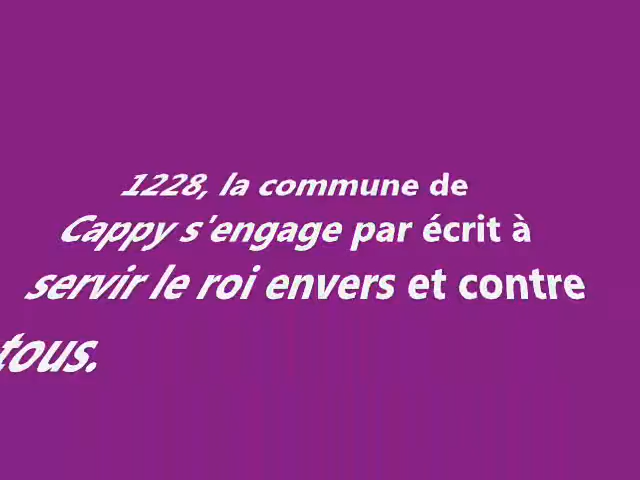 1228, la commune de
Cappy s'engage par écrit à
servir le roi envers et contre
tous.